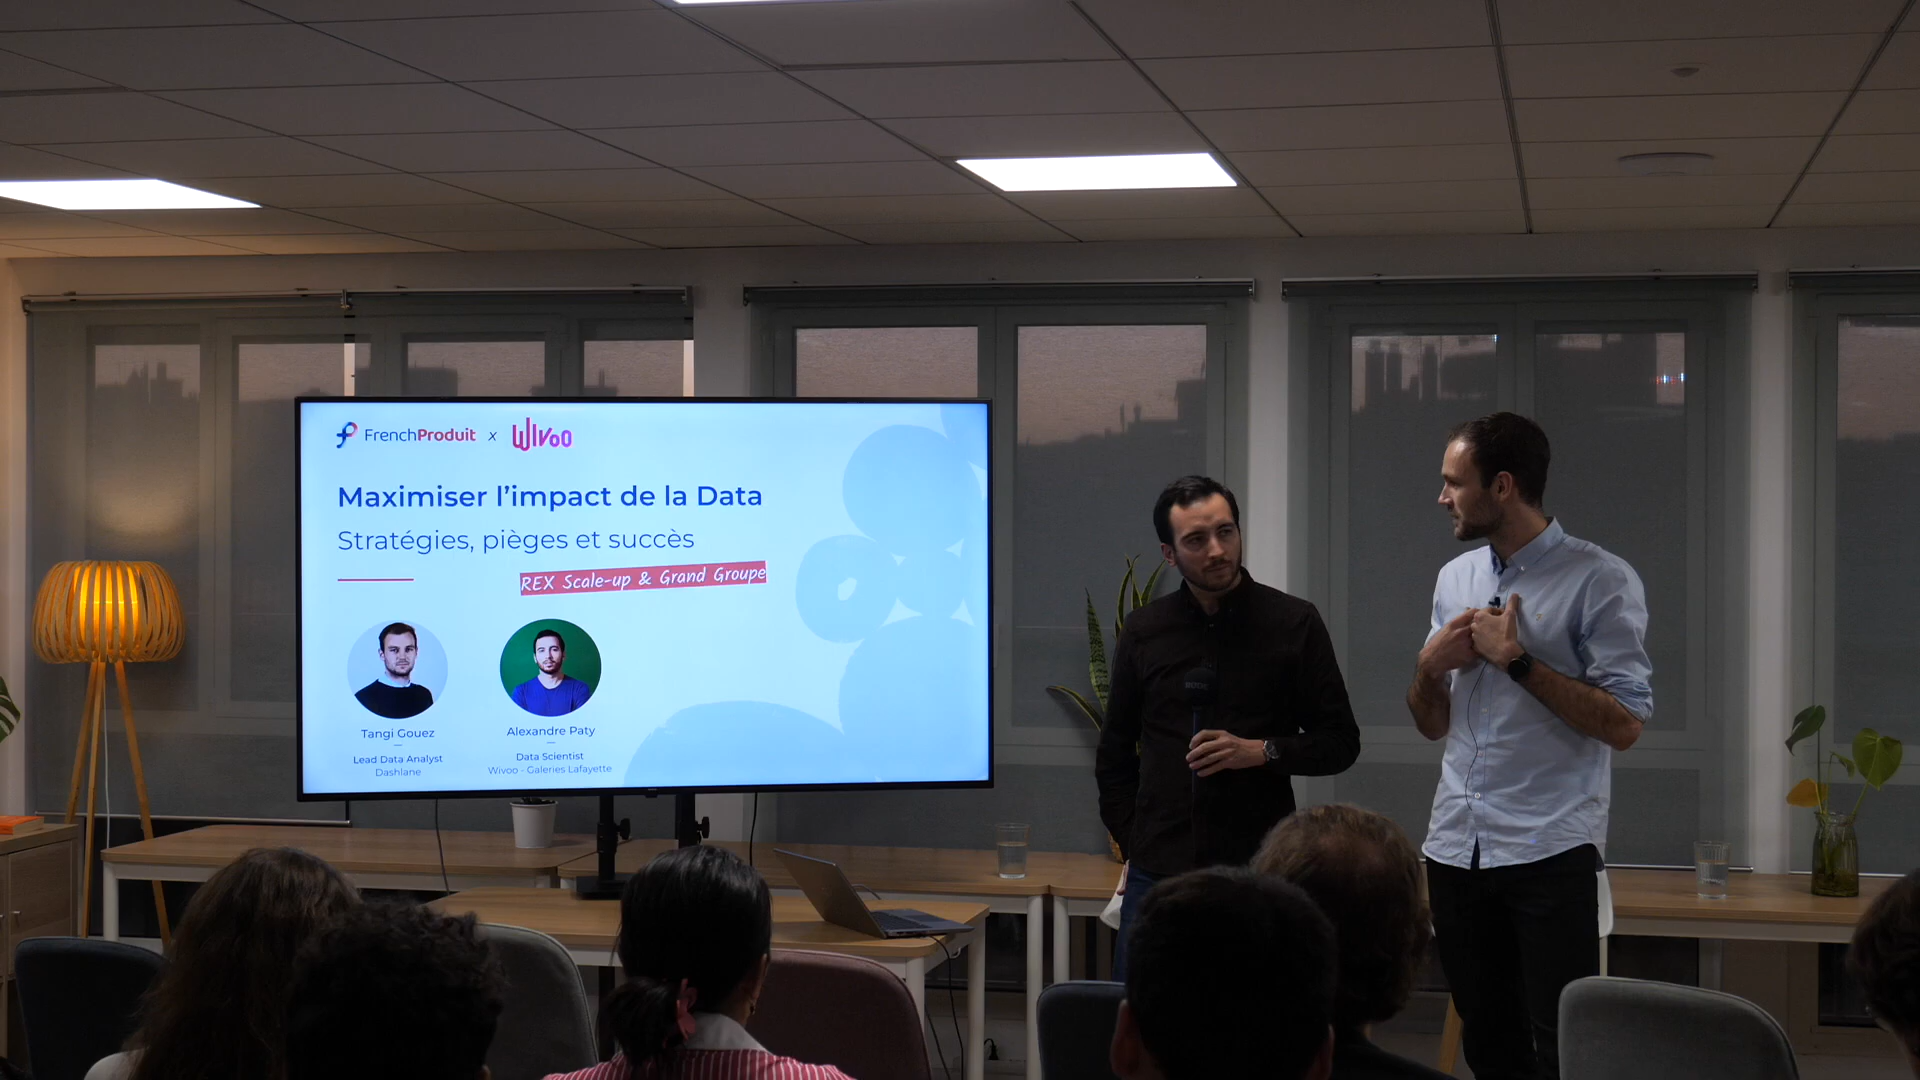 FrenchProduit x Wivoo
Maximiser l'impact de la Data
Stratégies, pièges et succès
REX Scale-up & Grand Groupe
Tangi Gouez
Lead Data Analyst
Dashlane
Alexandre Paty
Data Scientist
Wivoo - Galeries Lafayette